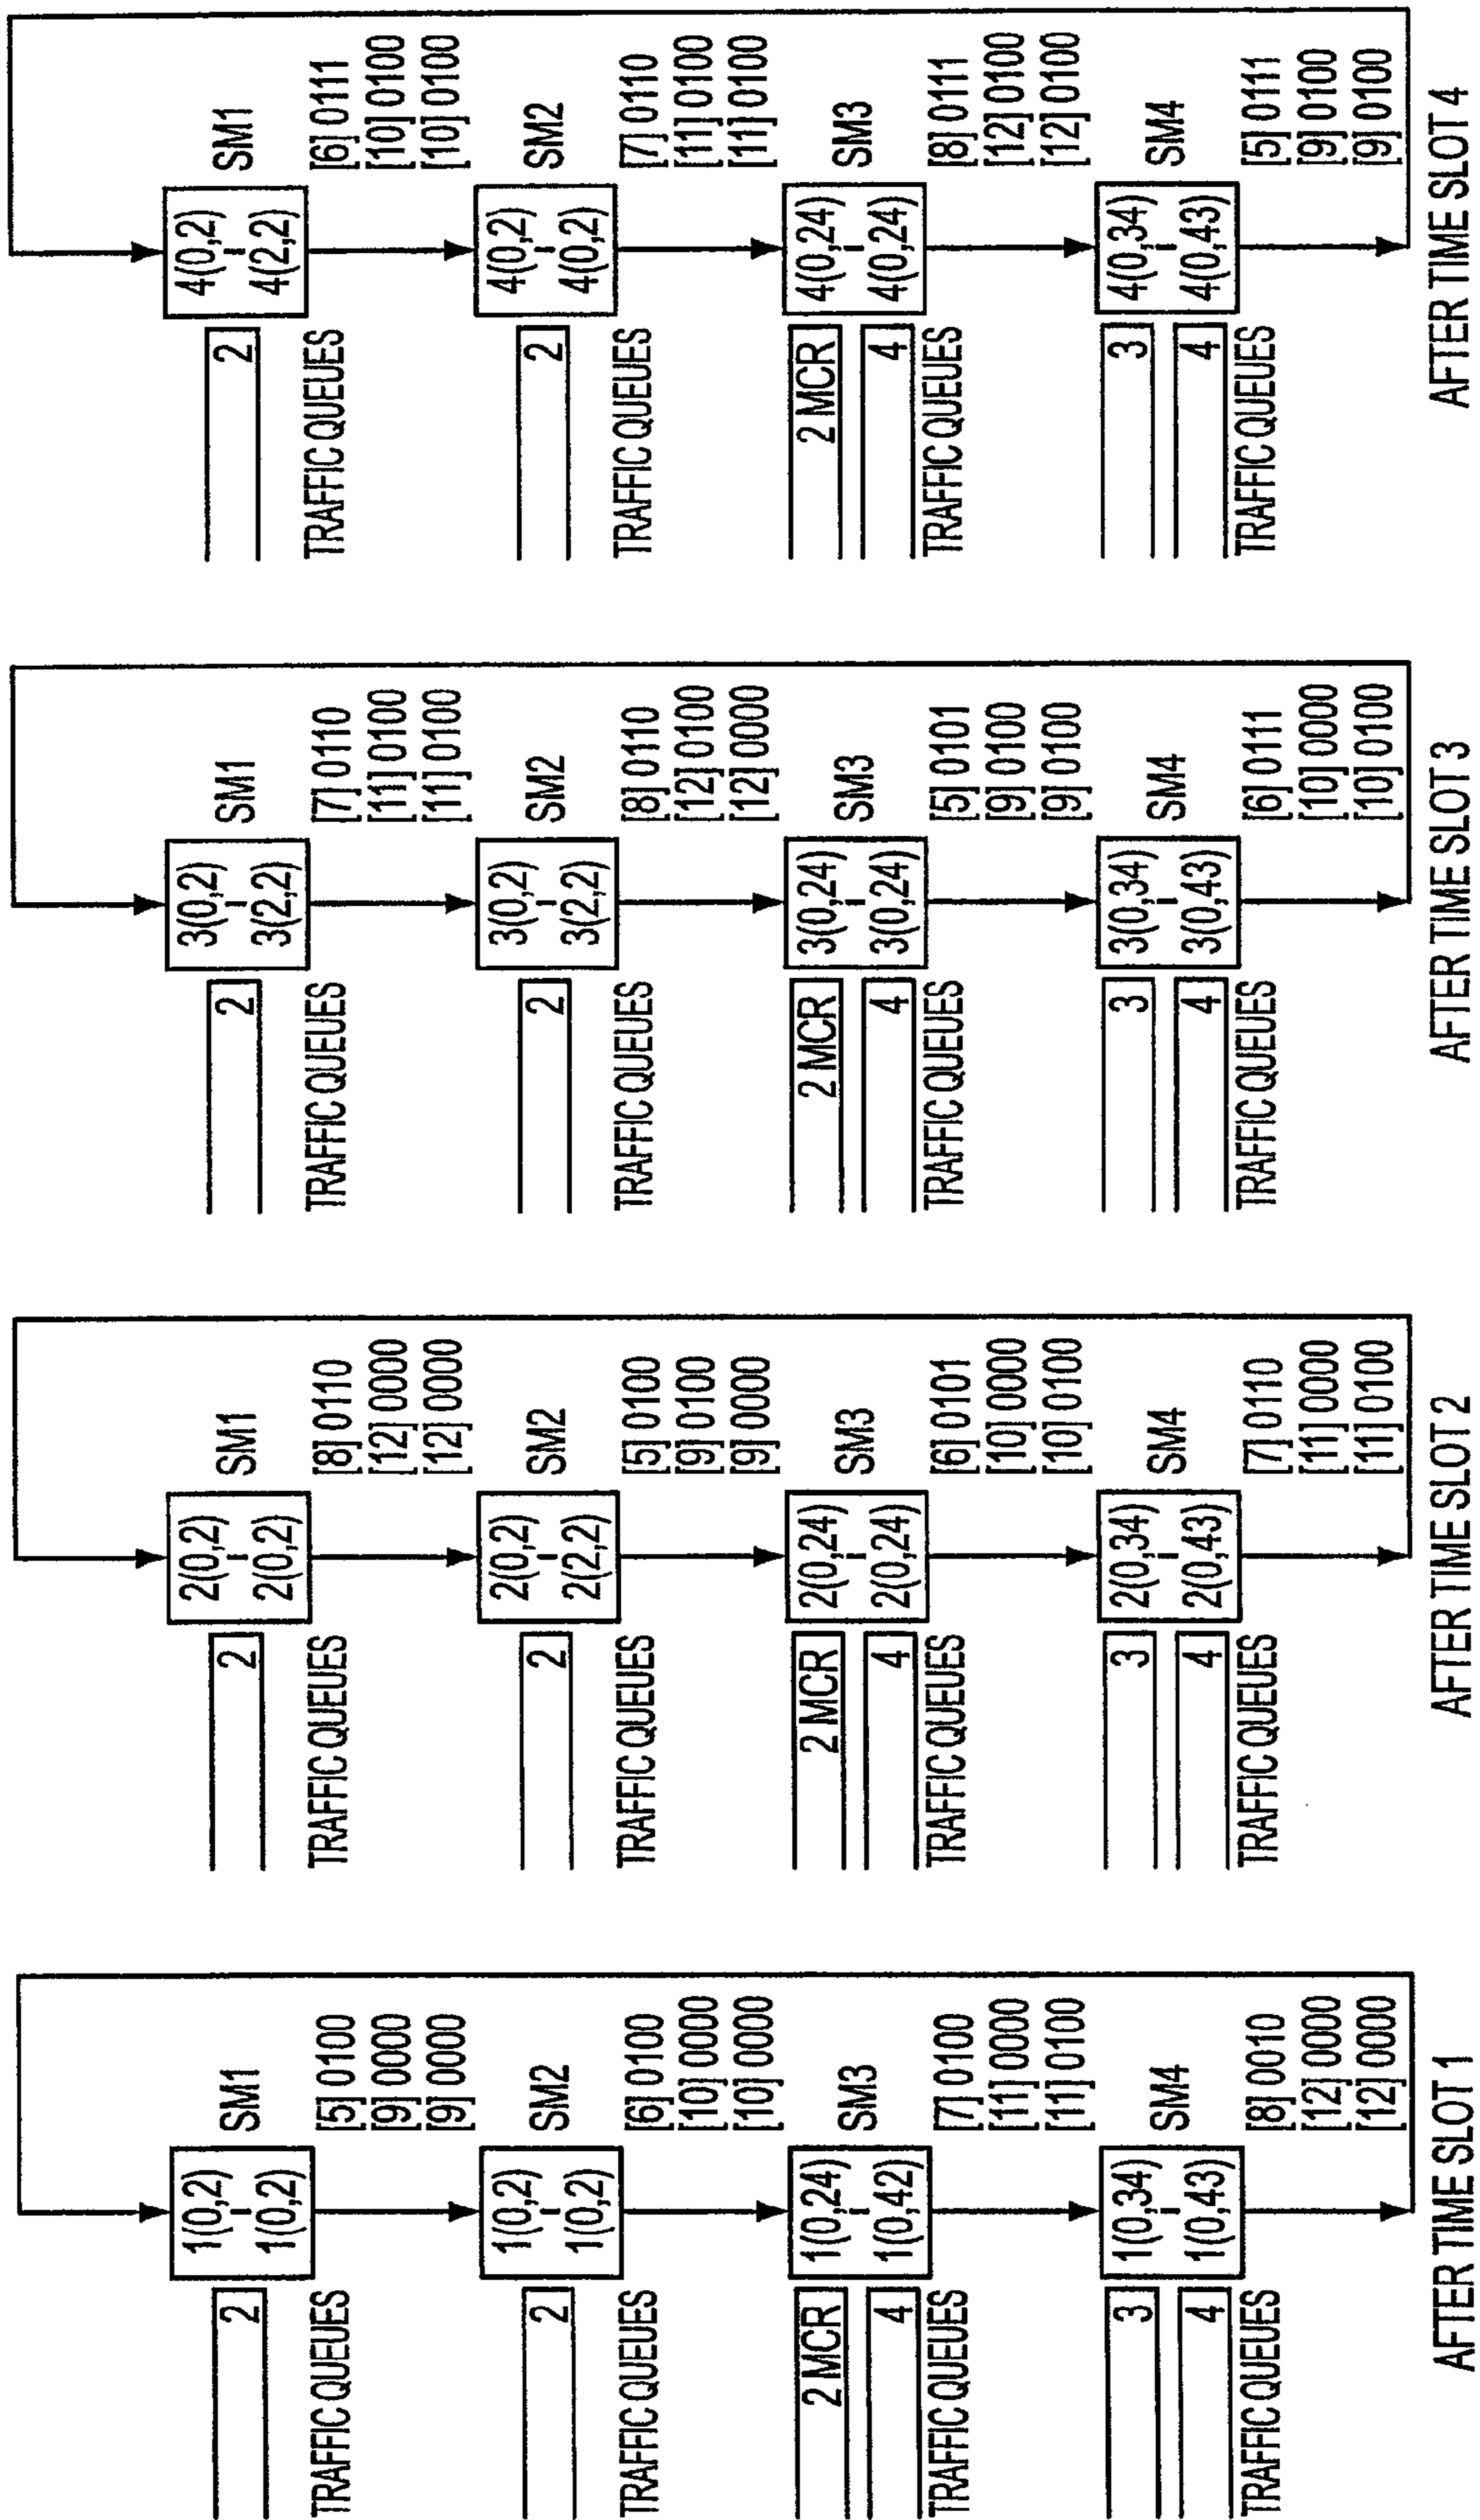 2
TRAFFIC QUEUES
1(0,2)
1(0,2)
SM1
[5] 0100
[9] 0000
[9] 0000
2
TRAFFIC QUEUES
1(0,2)
1(0,2)
SM2
[6] 0100
[10] 0000
[10] 0000
2 MCR
4
TRAFFIC QUEUES
1(0,24)
1(0,42)
SM3
[7] 0100
[11] 0000
[11] 0100
3
4
TRAFFIC QUEUES
1(0,34)
1(0,43)
SM4
[8] 0010
[12] 0000
[12] 0000
AFTER TIME SLOT 1
2
TRAFFIC QUEUES
2(0,2)
2(0,2)
SM1
[8] 0110
[12] 0000
[12] 0000
2
TRAFFIC QUEUES
2(0,2)
2(2,2)
SM2
[5] 0100
[9] 0100
[9] 0000
2 MCR
4
TRAFFIC QUEUES
2(0,24)
2(0,24)
SM3
[6] 0101
[10] 0000
[10] 0100
3
4
TRAFFIC QUEUES
2(0,34)
2(0,43)
SM4
[7] 0110
[11] 0000
[11] 0100
AFTER TIME SLOT 2
2
TRAFFIC QUEUES
3(0,2)
3(2,2)
SM1
[7] 0110
[11] 0100
[11] 0100
2
TRAFFIC QUEUES
3(0,2)
3(2,2)
SM2
[8] 0110
[12] 0100
[12] 0000
2 MCR
4
TRAFFIC QUEUES
3(0,24)
3(0,24)
SM3
[5] 0101
[9] 0100
[9] 0100
3
4
TRAFFIC QUEUES
3(0,34)
3(0,43)
SM4
[6] 0111
[10] 0000
[10] 0100
AFTER TIME SLOT 3
2
TRAFFIC QUEUES
4(0,2)
4(2,2)
SM1
[6] 0111
[10] 0100
[10] 0100
2
TRAFFIC QUEUES
4(0,2)
4(0,2)
SM2
[7] 0110
[11] 0100
[11] 0100
2 MCR
4
TRAFFIC QUEUES
4(0,24)
4(0,24)
SM3
[8] 0111
[12] 0100
[12] 0100
3
4
TRAFFIC QUEUES
4(0,34)
4(0,43)
SM4
[5] 0111
[9] 0100
[9] 0100
AFTER TIME SLOT 4